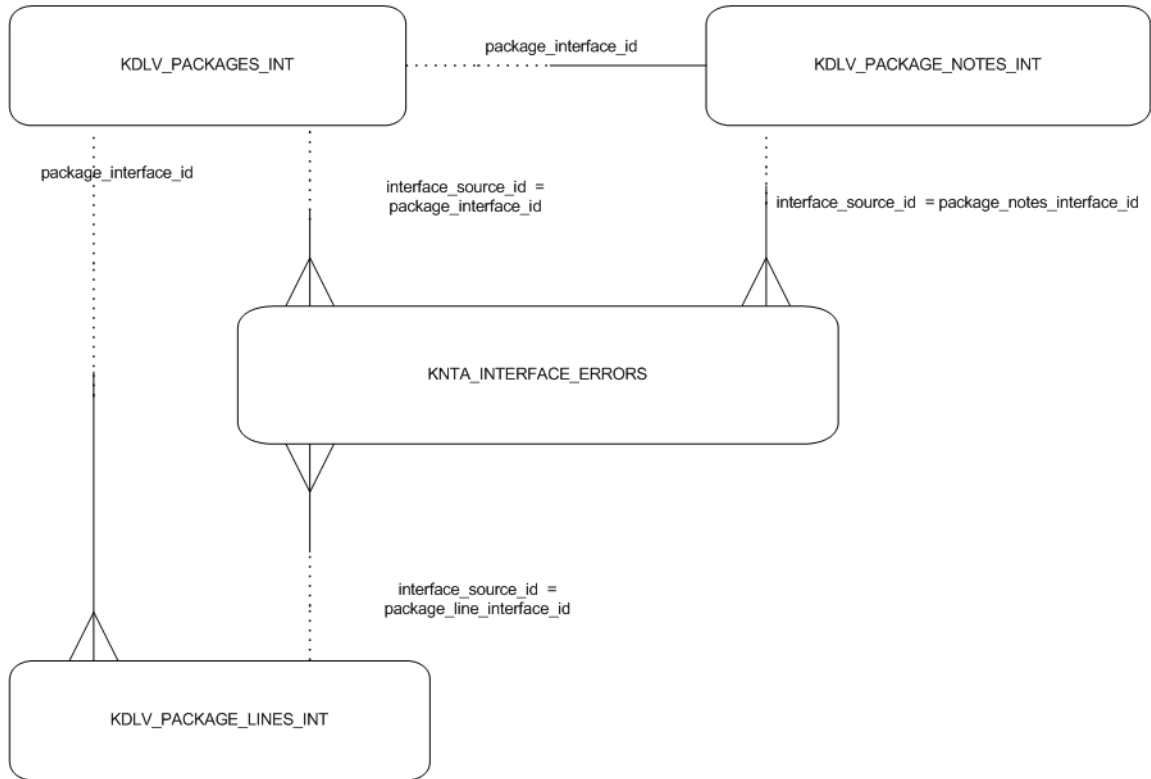 package_interface_id
KDLV_PACKAGES_INT
KDLV_PACKAGE_NOTES_INT
package_interface_id
interface_source_id =
package_interface_id
interface_source_id = package_notes_interface_id
KNTA_INTERFACE_ERRORS
interface_source_id =
package_line_interface_id
KDLV_PACKAGE_LINES_INT